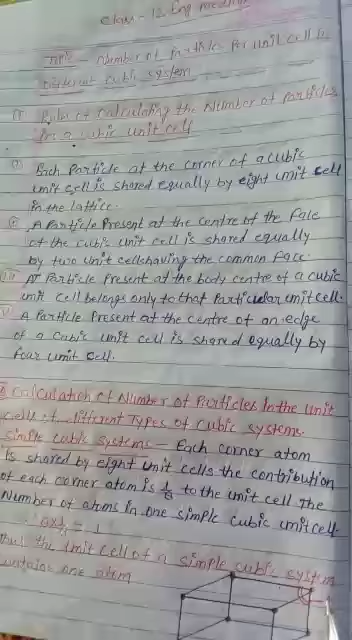 Class - 12 Eng medium
Topic - Number of Particles Per unit cell in
Different cubic system
Rules of Calculating the Number of Particles
in a cubic unit cell
Each Particle at the corner of a cubic
unit cell is shared equally by eight unit cell
in the lattice.
A Particle Present at the centre of the face
of the cubic unit cell is shared equally
by two unit cell having the common face.
A Particle Present at the body centre of a cubic
unit cell belongs only to that Particular unit cell.
A Particle Present at the centre of an edge
of a Cubic unit cell is shared equally by
four unit cell.
Calculation of Number of Particles In the unit
cells of different Types of cubic systems.
Simple cubic systems - Each corner atom
is shared by eight unit cells the contribution
of each corner atom is 1/8 to the unit cell The
Number of atoms in one simple cubic unit cell
8x1/8 = 1
Thus the unit cell of a simple cubic system
contains one atom